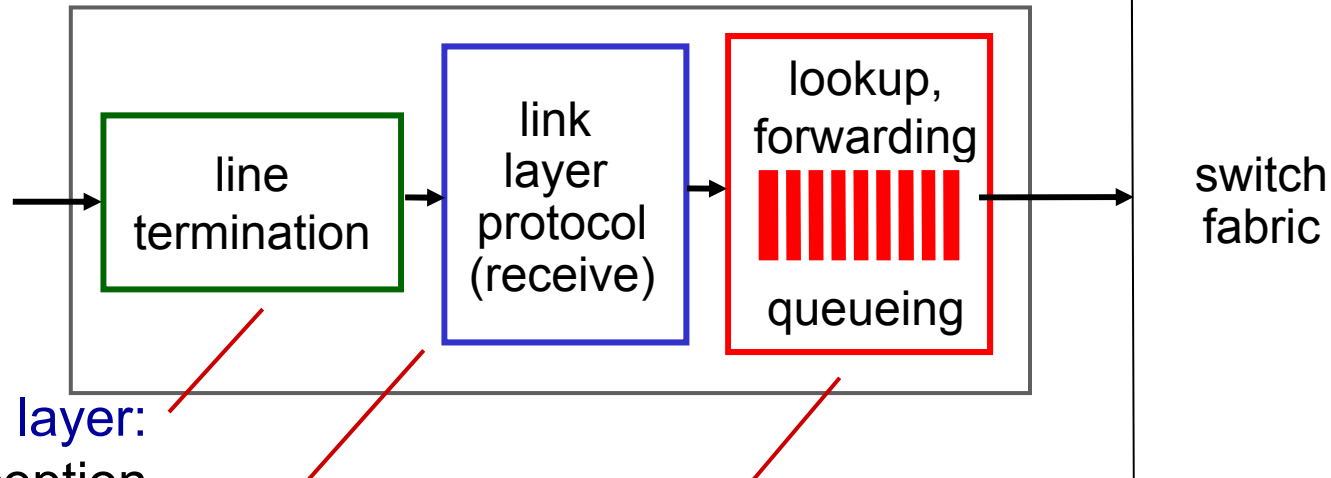 line
termination
link
layer
protocol
(receive)
lookup,
forwarding
queueing
switch
fabric
layer: